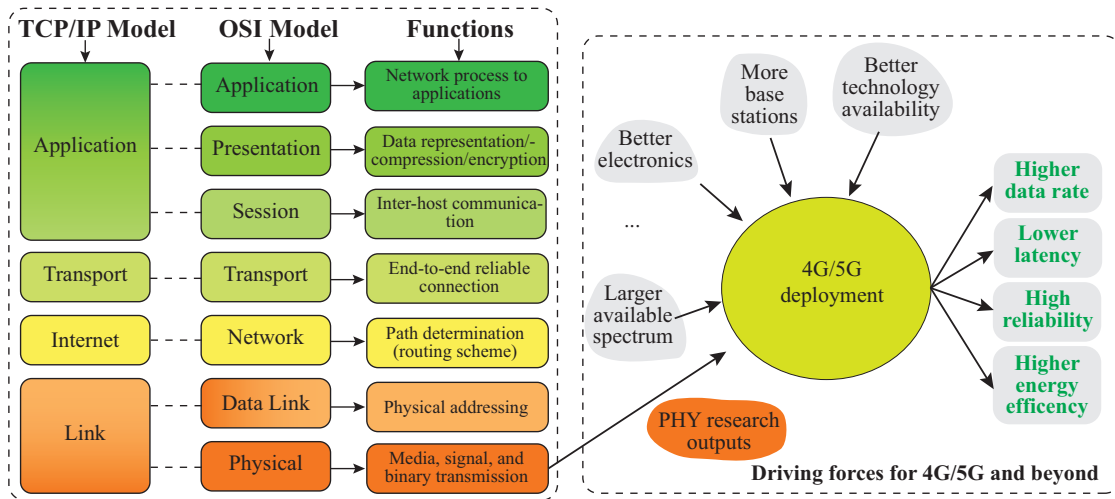 TCP/IP Model
OSI Model
Functions
Application
Application
Network process to
applications
Presentation
Data representation/-
compression/encryption
Session
Inter-host communica-
tion
Transport
Transport
End-to-end reliable
connection
Internet
Network
Path determination
(routing scheme)
Link
Data Link
Physical addressing
Physical
Media, signal, and
binary transmission
Better
electronics
More
base
stations
Better
technology
availability
...
Larger
available
spectrum
PHY research
outputs
4G/5G
deployment
Higher
data rate
Lower
latency
High
reliability
Higher
energy
efficency
Driving forces for 4G/5G and beyond